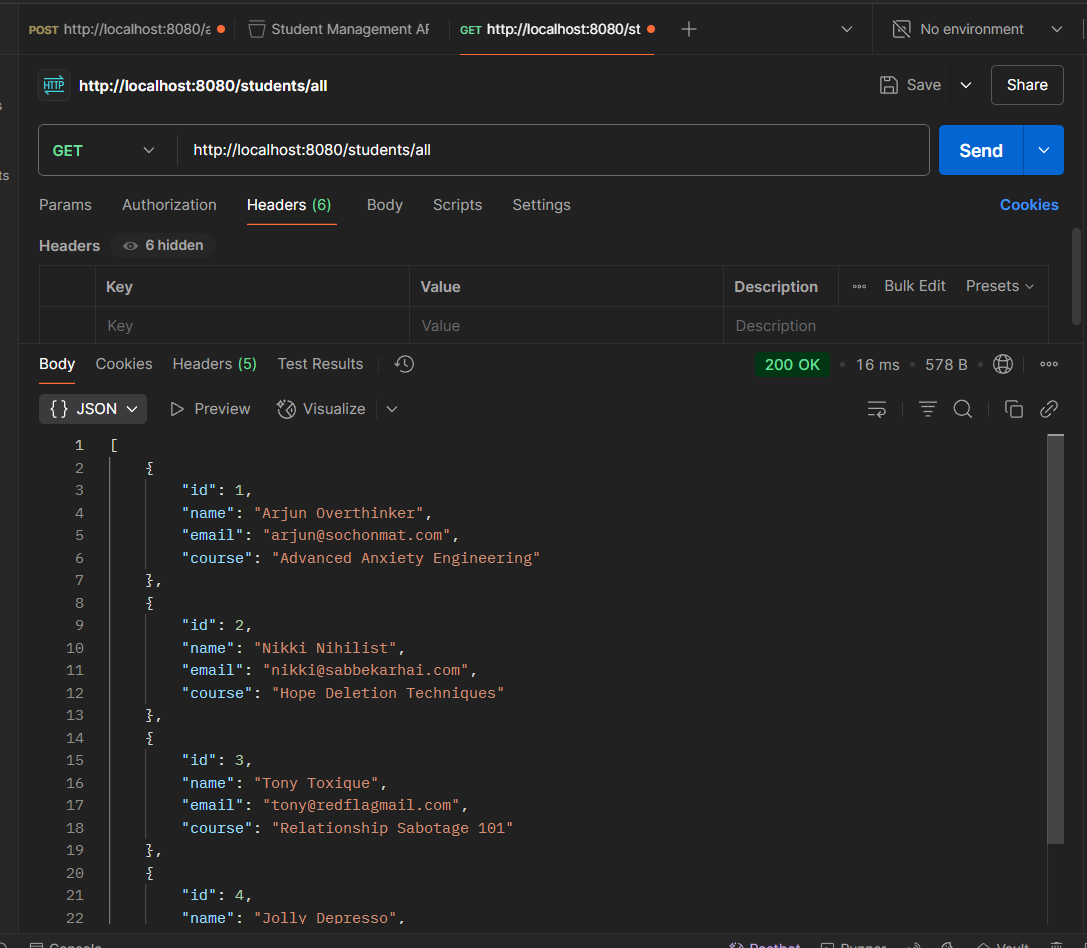 POST http://localhost:8080/a Student Management AP GET http://localhost:8080/st No environment
HTTP http://localhost:8080/students/all Save Share
GET http://localhost:8080/students/all Send
Params Authorization Headers (6) Body Scripts Settings Cookies
Headers 6 hidden
Key Value Description Bulk Edit Presets
Key Value Description
Body Cookies Headers (5) Test Results 200 OK 16 ms 578 B
{} JSON Preview Visualize
1 [
2 {
3 "id": 1,
4 "name": "Arjun Overthinker",
5 "email": "arjun@sochonmat.com",
6 "course": "Advanced Anxiety Engineering"
7 },
8 {
9 "id": 2,
10 "name": "Nikki Nihilist",
11 "email": "nikki@sabbekarhai.com",
12 "course": "Hope Deletion Techniques"
13 },
14 {
15 "id": 3,
16 "name": "Tony Toxique",
17 "email": "tony@redflagmail.com",
18 "course": "Relationship Sabotage 101"
19 },
20 {
21 "id": 4,
22 "name": "Jolly Depresso",
Console Postbot Runner Vault